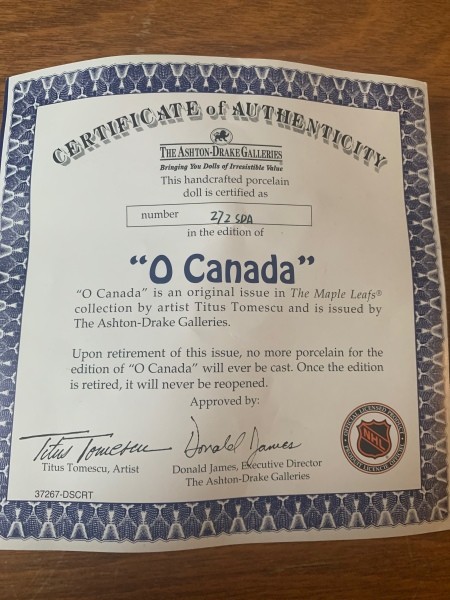 CERTIFICATE of AUTHENTICITY
THE ASHTON-DRAKE GALLERIES
Bringing You Dolls of Irresistible Value
This handcrafted porcelain
doll is certified as
number 272 SDA
in the edition of
"O Canada"
"O Canada" is an original issue in The Maple Leafs®
collection by artist Titus Tomescu and is issued by
The Ashton-Drake Galleries.
Upon retirement of this issue, no more porcelain for the
edition of "O Canada" will ever be cast. Once the edition
is retired, it will never be reopened.
Approved by:
Titus Tomescu
Donald James
Titus Tomescu, Artist
Donald James, Executive Director
The Ashton-Drake Galleries
OFFICIAL LICENSED PRODUCT
NHL
37267-DSCRT